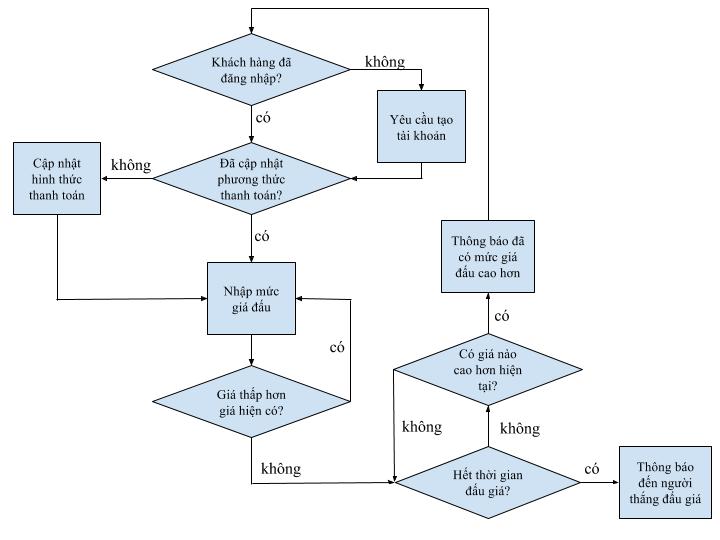 Khách hàng đã
đăng nhập?
không
có
Yêu cầu tạo
tài khoản
Đã cập nhật
phương thức
thanh toán?
không
Cập nhật
hình thức
thanh toán
có
Nhập mức
giá đấu
có
Giá thấp hơn
giá hiện có?
không
Thông báo đã
có mức giá
đấu cao hơn
có
Có giá nào
cao hơn hiện
tại?
không
không
Hết thời gian
đấu giá?
có
Thông báo
đến người
thắng đấu giá